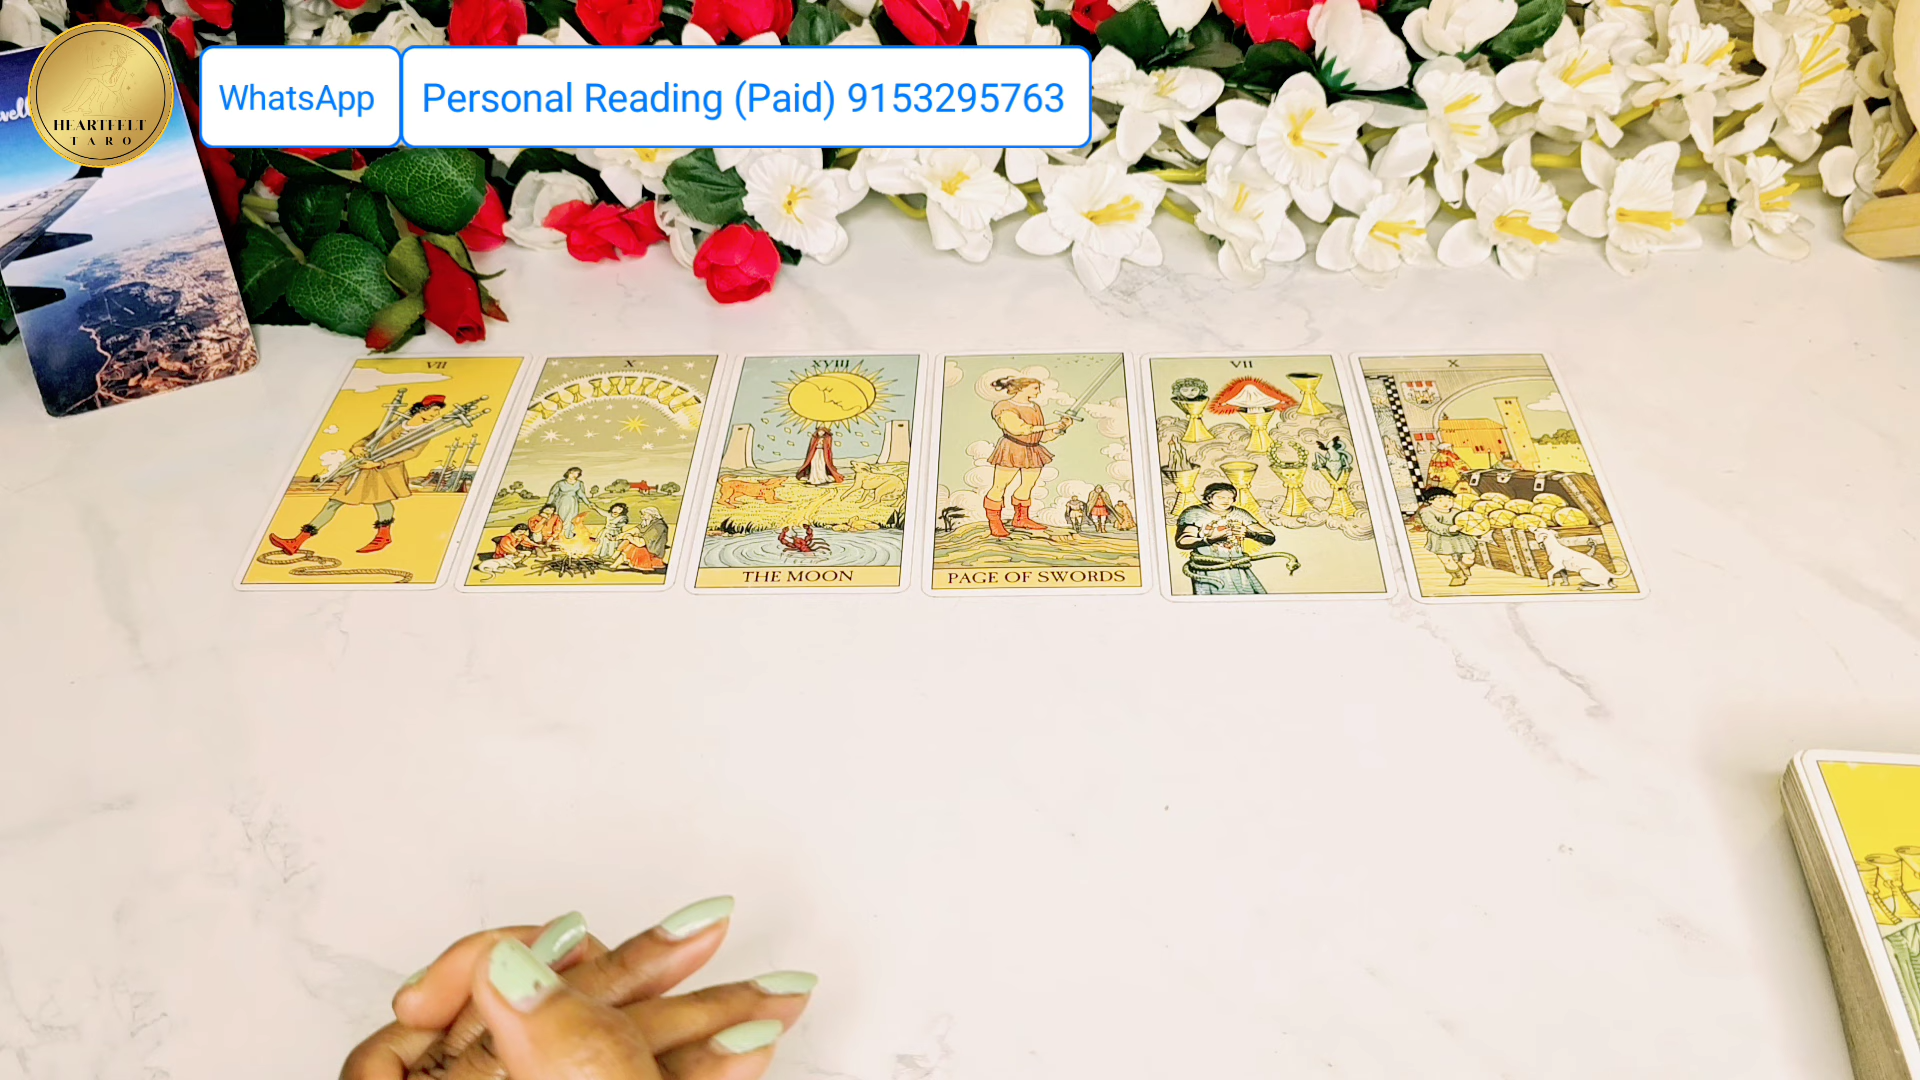 HEARTFELT
TARO
WhatsApp
Personal Reading (Paid) 9153295763
VII
X
XVIII
VII
X
THE MOON
PAGE OF SWORDS